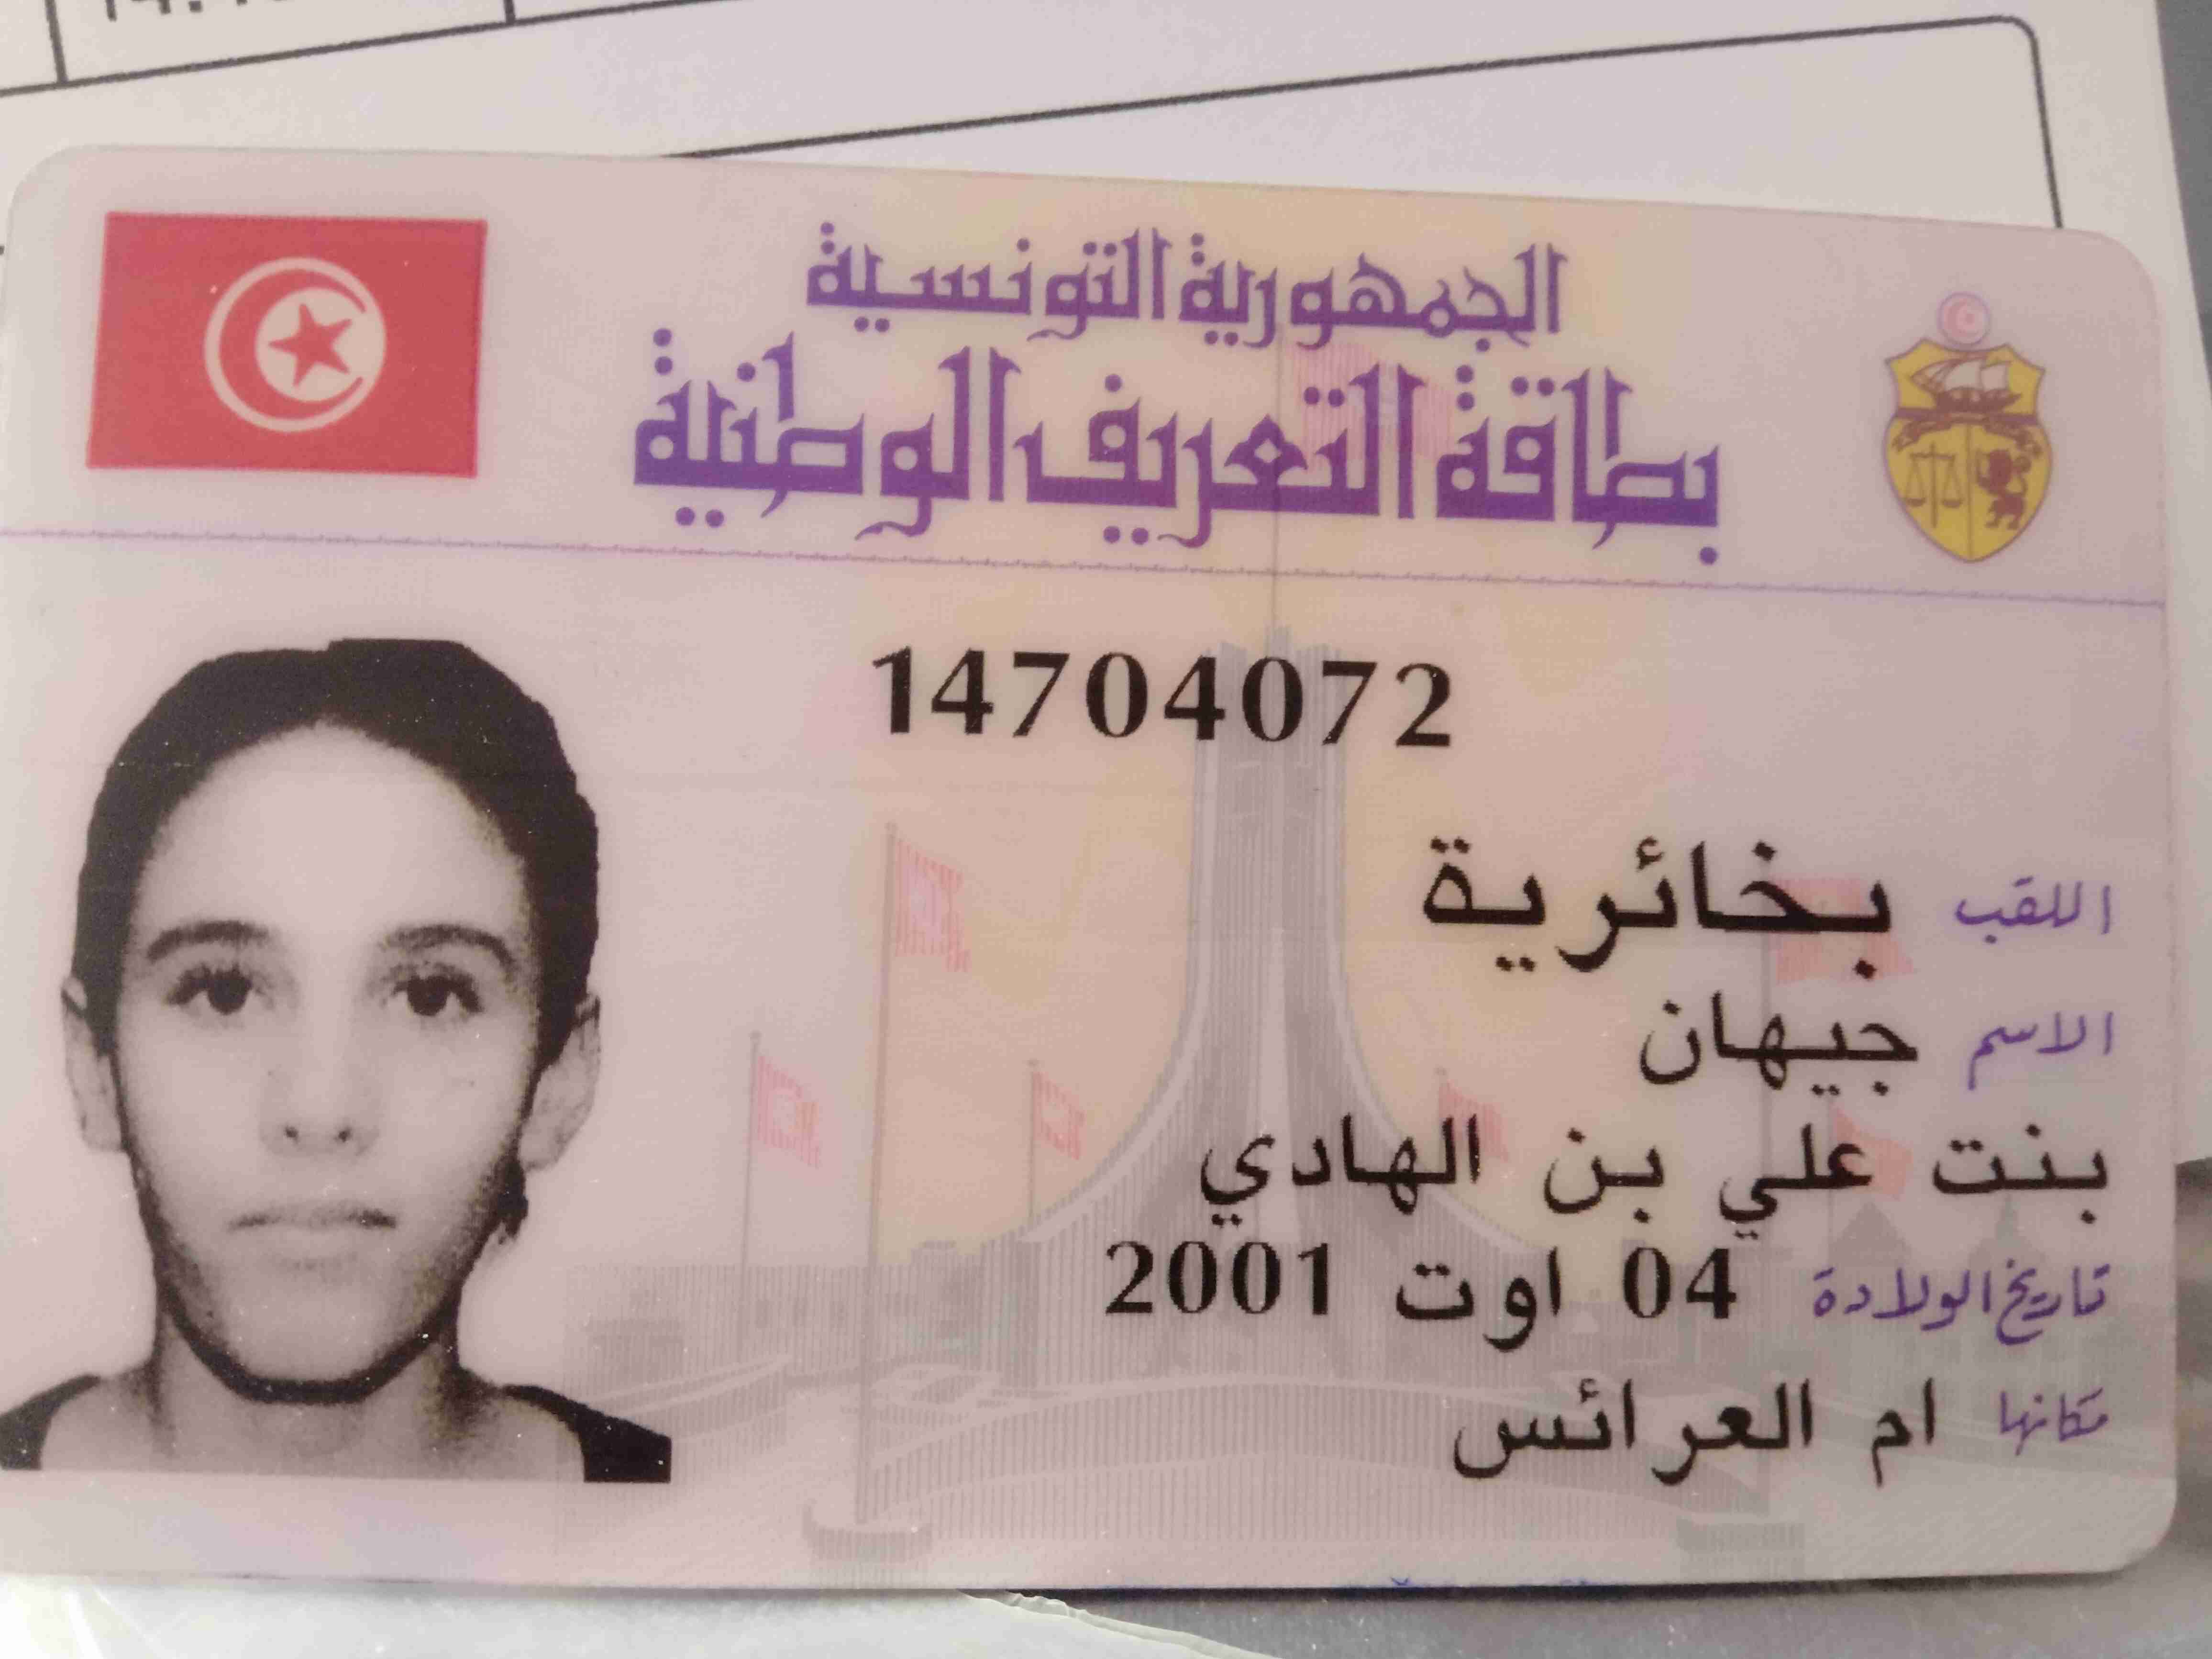 الجمهورية التونسية
بطاقة التعريف الوطنية
14704072
اللقب بخائرية
الاسم جيهان
بنت علي بن الهادي
تاريخ الولادة 04 اوت 2001
مكانها ام العرائس